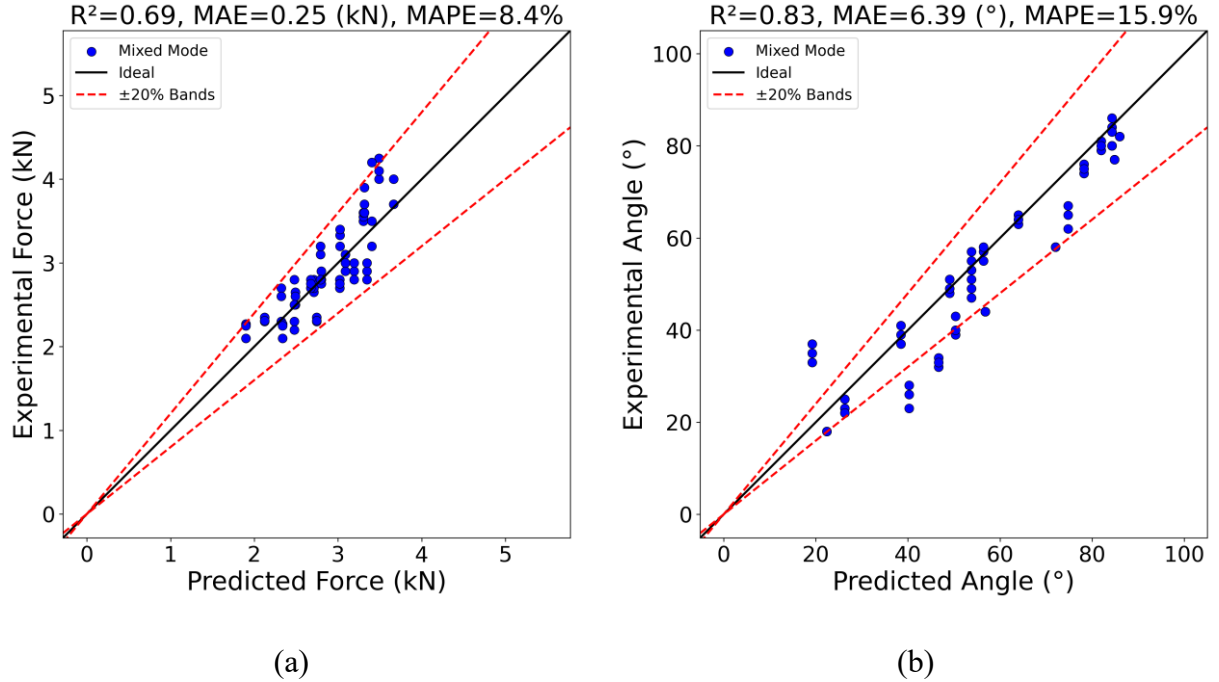 R²=0.69, MAE=0.25 (kN), MAPE=8.4%
Mixed Mode
Ideal
±20% Bands
Experimental Force (kN)
5
4
3
2
1
0
0 1 2 3 4 5
Predicted Force (kN)
(a)
R²=0.83, MAE=6.39 (°), MAPE=15.9%
Mixed Mode
Ideal
±20% Bands
Experimental Angle (°)
100
80
60
40
20
0
0 20 40 60 80 100
Predicted Angle (°)
(b)